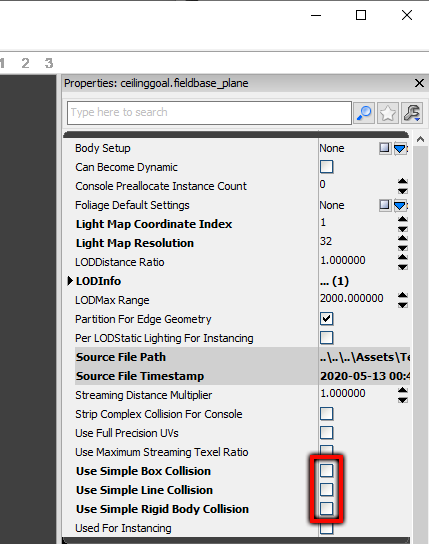 1 2 3
Properties: ceilinggoal.fieldbase_plane
Type here to search
Body Setup None
Can Become Dynamic
Console Preallocate Instance Count 0
Foliage Default Settings None
Light Map Coordinate Index 1
Light Map Resolution 32
LODDistance Ratio 1.000000
LODInfo ... (1)
LODMax Range 2000.000000
Partition For Edge Geometry
Per LODStatic Lighting For Instancing
Source File Path ..\..\..\Assets\Te
Source File Timestamp 2020-05-13 00:4
Streaming Distance Multiplier 1.000000
Strip Complex Collision For Console
Use Full Precision UVs
Use Maximum Streaming Texel Ratio
Use Simple Box Collision
Use Simple Line Collision
Use Simple Rigid Body Collision
Used For Instancing